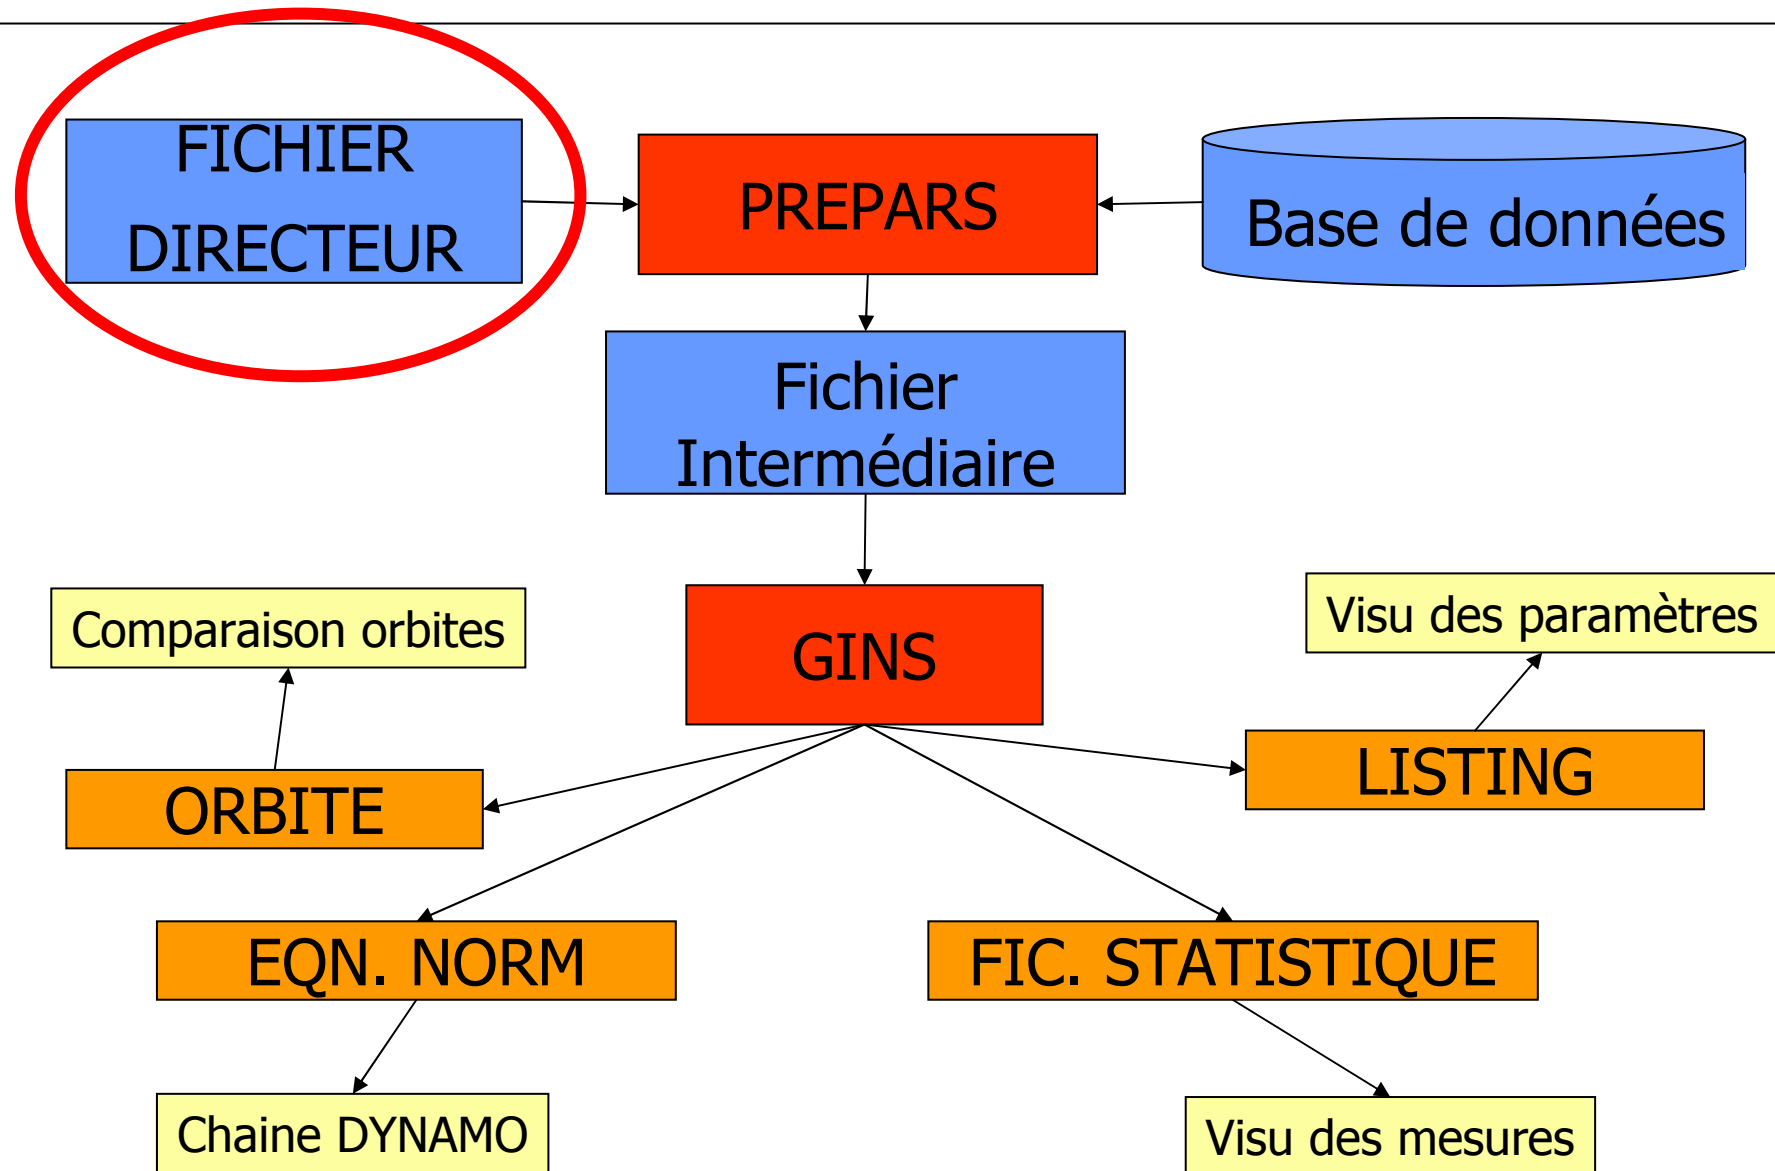 FICHIER
DIRECTEUR
PREPARS
Base de données
Fichier
Intermédiaire
Comparaison orbites
GINS
Visu des paramètres
ORBITE
LISTING
EQN. NORM
FIC. STATISTIQUE
Chaine DYNAMO
Visu des mesures